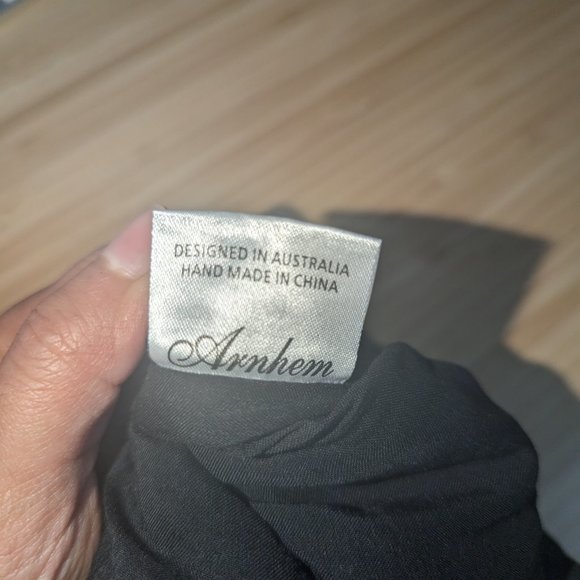 DESIGNED IN AUSTRALIA
HAND MADE IN CHINA
Arnhem